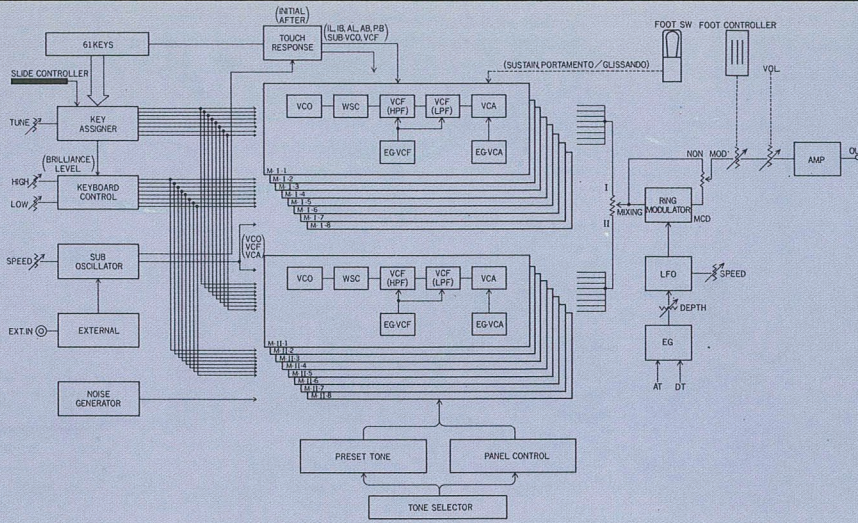 61 KEYS
(INITIAL)
(AFTER)
TOUCH
RESPONSE
(IL, IB, AL, AB, P.B
SUB VCO, VCF)
FOOT SW
FOOT CONTROLLER
SLIDE CONTROLLER
(SUSTAIN, PORTAMENTO/GLISSANDO)
VOL.
TUNE
KEY
ASSIGNER
VCO
WSC
VCF
(HPF)
VCF
(LPF)
VCA
EG-VCF
EG-VCA
(BRILLIANCE
LEVEL)
HIGH
LOW
KEYBOARD
CONTROL
M-I-1
M-I-2
M-I-3
M-I-4
M-I-5
M-I-6
M-I-7
M-I-8
NON MOD
AMP
OU
I
MIXING
II
RING
MODULATOR
MCD
SPEED
SUB
OSCILLATOR
(VCO
VCF
VCA)
VCO
WSC
VCF
(HPF)
VCF
(LPF)
VCA
EG-VCF
EG-VCA
LFO
SPEED
DEPTH
EG
AT
DT
EXT.IN
EXTERNAL
M-II-1
M-II-2
M-II-3
M-II-4
M-II-5
M-II-6
M-II-7
M-II-8
NOISE
GENERATOR
PRESET TONE
PANEL CONTROL
TONE SELECTOR